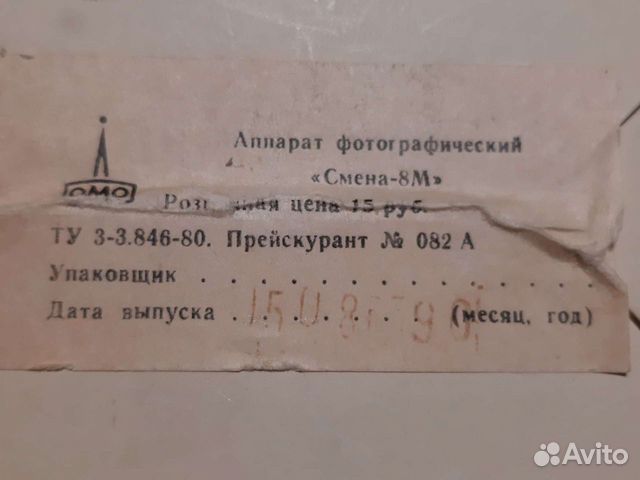 ЛОМО
Аппарат фотографический
«Смена-8М»
Розничная цена 15 руб.
ТУ 3-3.846-80. Прейскурант № 082 А
Упаковщик . . . . . . . . . . . . .
Дата выпуска . . . . . . . (месяц, год)
Avito